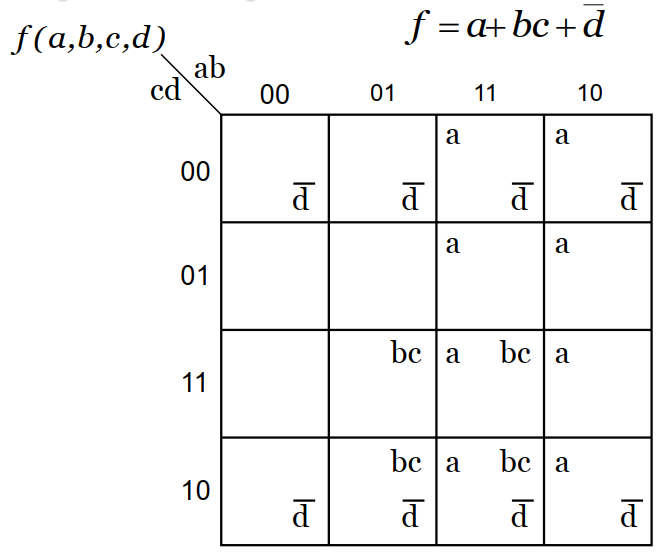 f = a + bc + d̅
f(a,b,c,d)
ab
cd 00 01 11 10
a a
00 d̅ d̅ d̅ d̅
01 a a
11 bc a bc a
bc a bc a
10 d̅ d̅ d̅ d̅